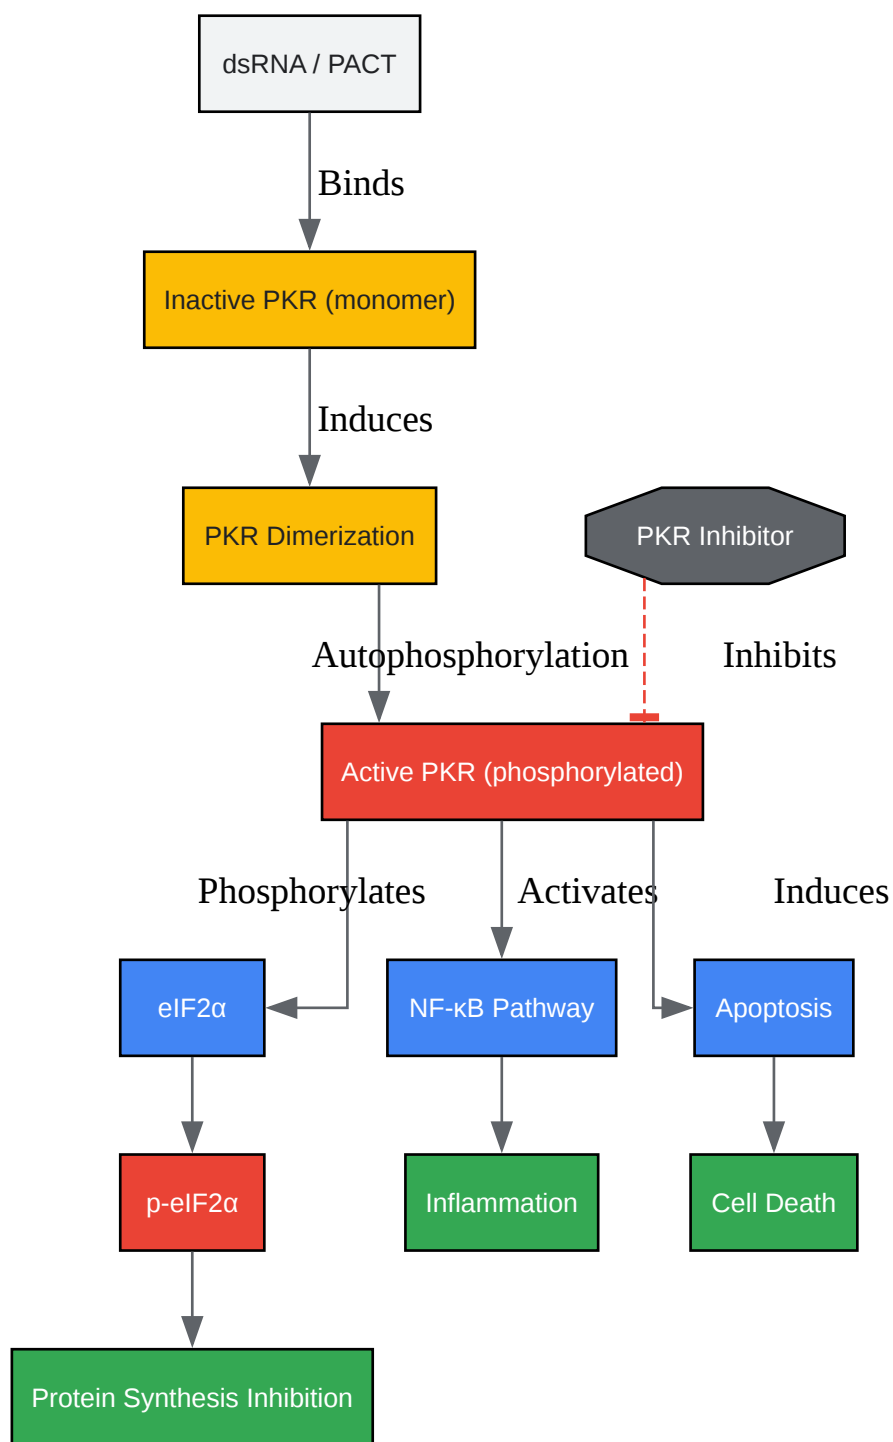 dsRNA / PACT
Binds
Inactive PKR (monomer)
Induces
PKR Dimerization
PKR Inhibitor
Autophosphorylation
Inhibits
Active PKR (phosphorylated)
Phosphorylates
Activates
Induces
eIF2α
NF-κB Pathway
Apoptosis
p-eIF2α
Inflammation
Cell Death
Protein Synthesis Inhibition